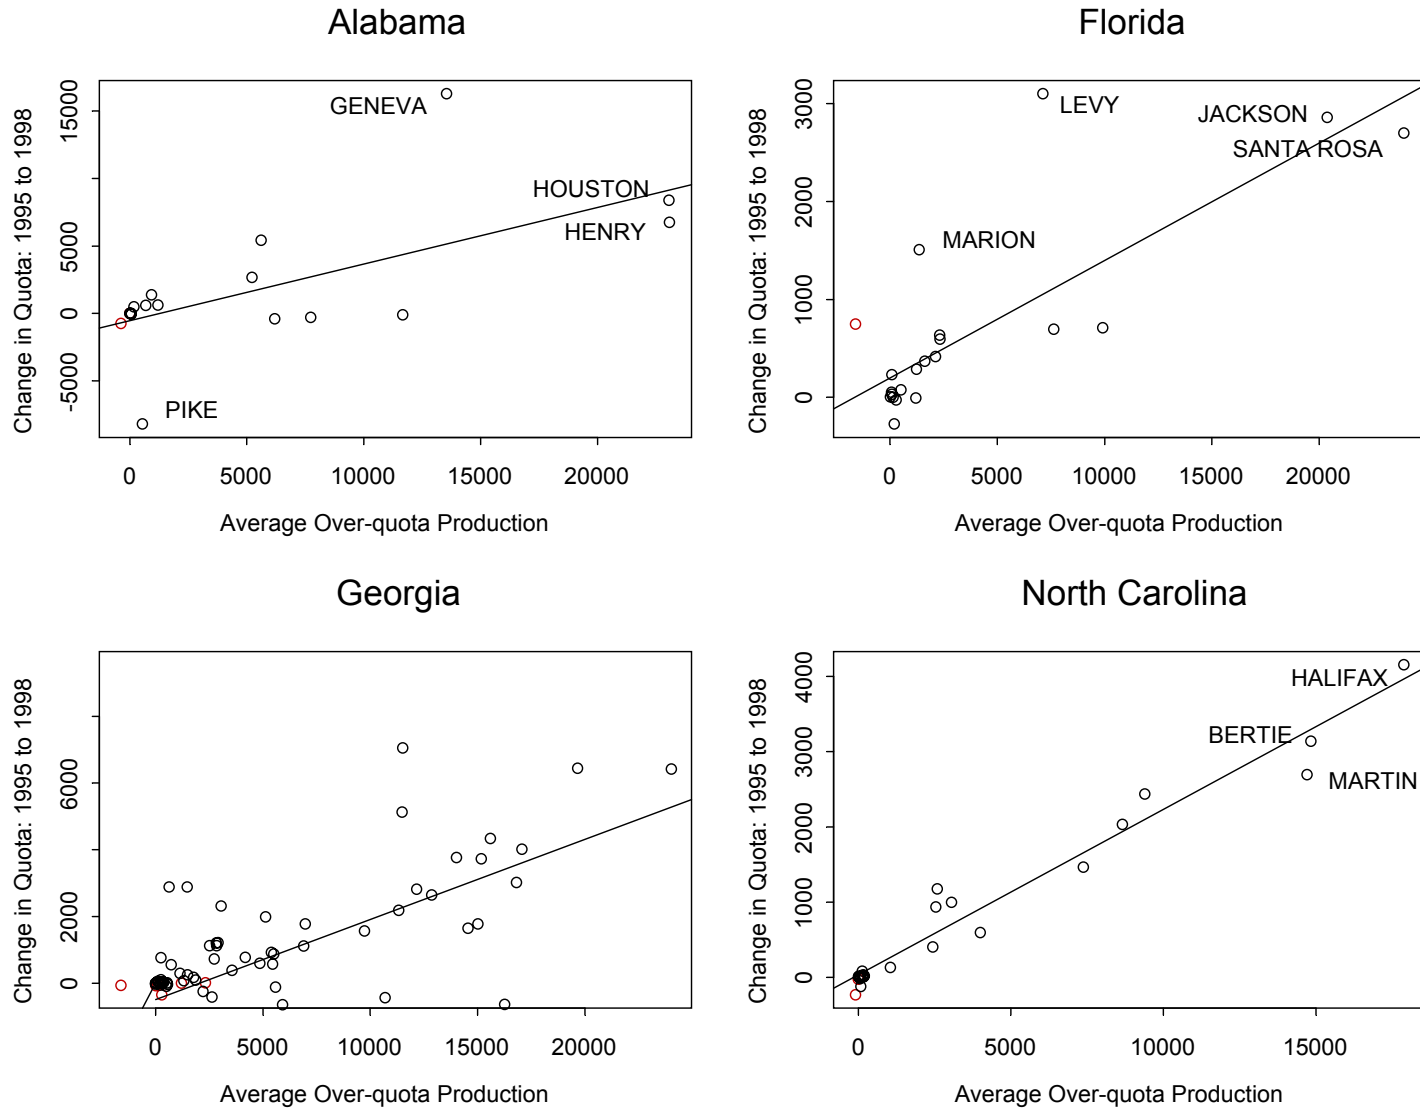 Alabama
Change in Quota: 1995 to 1998
15000
5000
0
-5000
GENEVA
HOUSTON
HENRY
PIKE
0 5000 10000 15000 20000
Average Over-quota Production
Florida
Change in Quota: 1995 to 1998
3000
2000
1000
0
LEVY
JACKSON
SANTA ROSA
MARION
0 5000 10000 15000 20000
Average Over-quota Production
Georgia
Change in Quota: 1995 to 1998
6000
2000
0
0 5000 10000 15000 20000
Average Over-quota Production
North Carolina
Change in Quota: 1995 to 1998
4000
3000
2000
1000
0
HALIFAX
BERTIE
MARTIN
0 5000 10000 15000
Average Over-quota Production